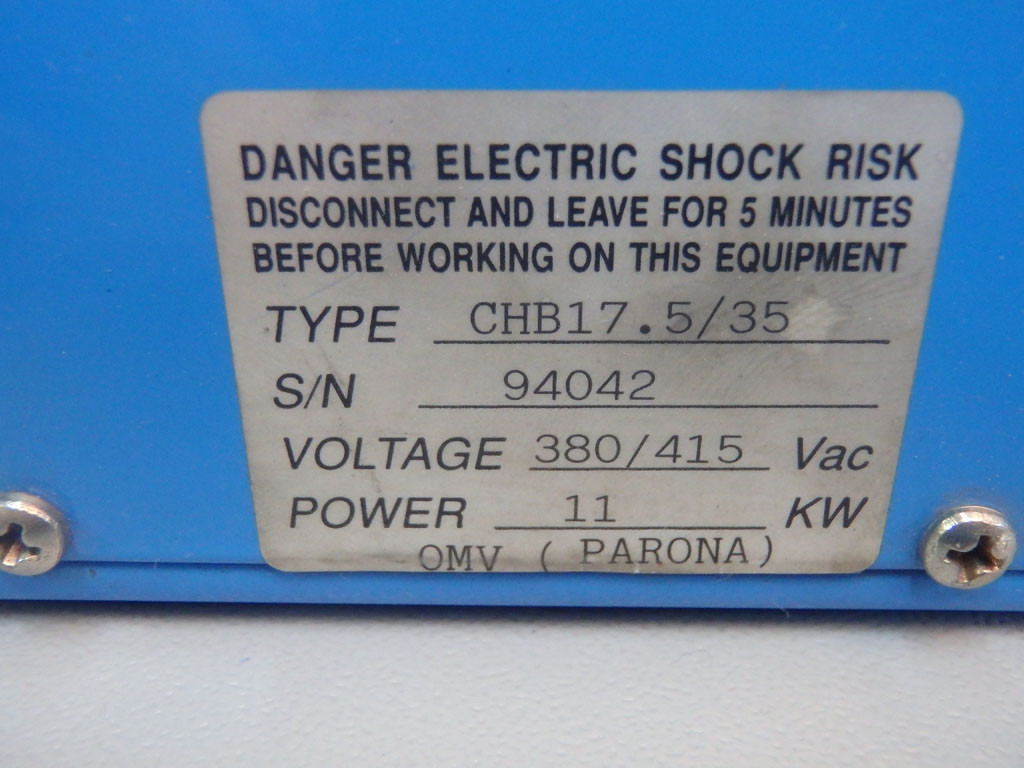 DANGER ELECTRIC SHOCK RISK
DISCONNECT AND LEAVE FOR 5 MINUTES
BEFORE WORKING ON THIS EQUIPMENT
TYPE CHB17.5/35
S/N 94042
VOLTAGE 380/415 Vac
POWER 11 KW
OMV (PARONA)